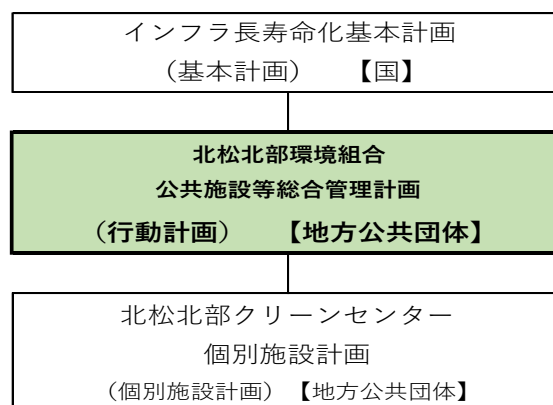 インフラ長寿命化基本計画
（基本計画）　【国】
北松北部環境組合
公共施設等総合管理計画
（行動計画）　【地方公共団体】
北松北部クリーンセンター
個別施設計画
（個別施設計画）【地方公共団体】